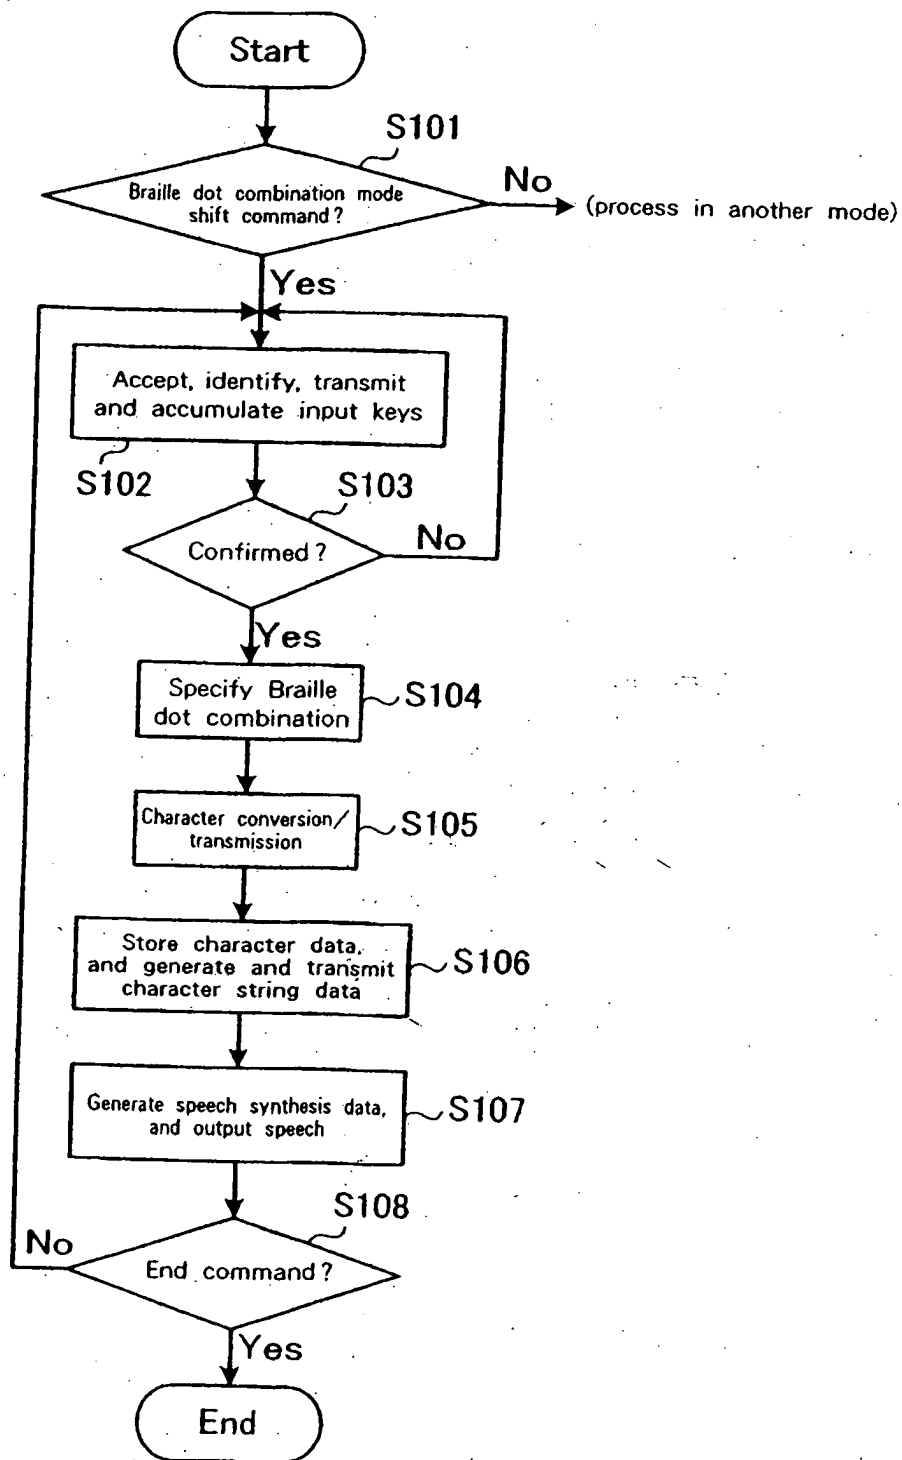 Start
S101
Braille dot combination mode
shift command?
No
(process in another mode)
Yes
Accept, identify, transmit
and accumulate input keys
S102
S103
Confirmed?
No
Yes
Specify Braille
dot combination
S104
Character conversion/
transmission
S105
Store character data,
and generate and transmit
character string data
S106
Generate speech synthesis data,
and output speech
S107
S108
No
End command?
Yes
End